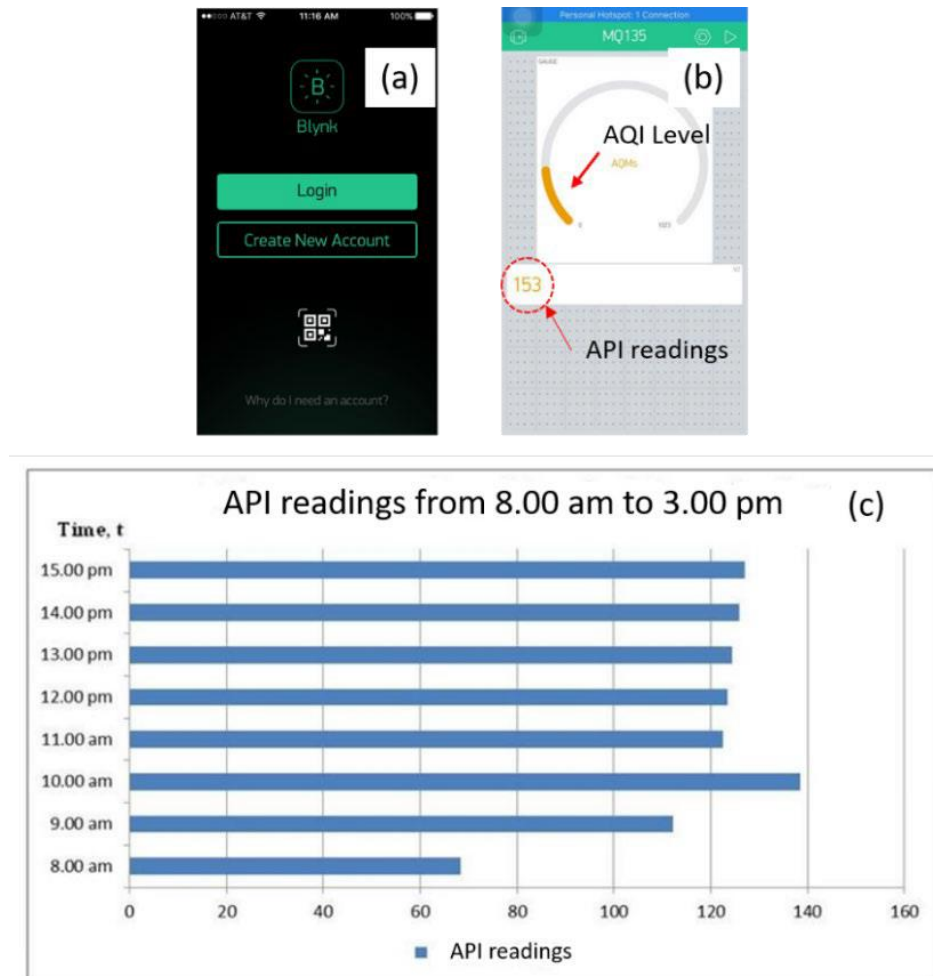 AT&T 11:16 AM 100%
(a)
B
Blynk
Login
Create New Account
Why do I need an account?
Personal Hotspot: 1 Connection
MQ135
(b)
GAUGE
AQI Level
AQMs
0 1023
V7
153
API readings
API readings from 8.00 am to 3.00 pm
(c)
Time, t
15.00 pm
14.00 pm
13.00 pm
12.00 pm
11.00 am
10.00 am
9.00 am
8.00 am
0 20 40 60 80 100 120 140 160
API readings